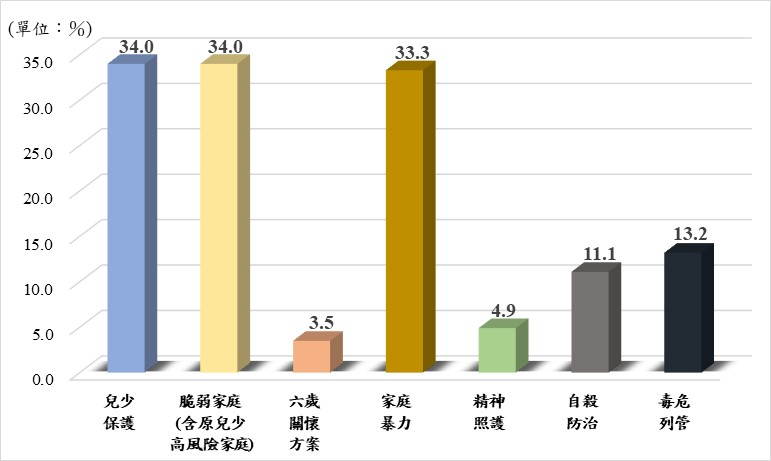 (單位：%)
34.0
34.0
3.5
33.3
4.9
11.1
13.2
35.0
30.0
25.0
20.0
15.0
10.0
5.0
0.0
兒少
保護
脆弱家庭
(含原兒少
高風險家庭)
六歲
關懷
方案
家庭
暴力
精神
照護
自殺
防治
毒危
列管